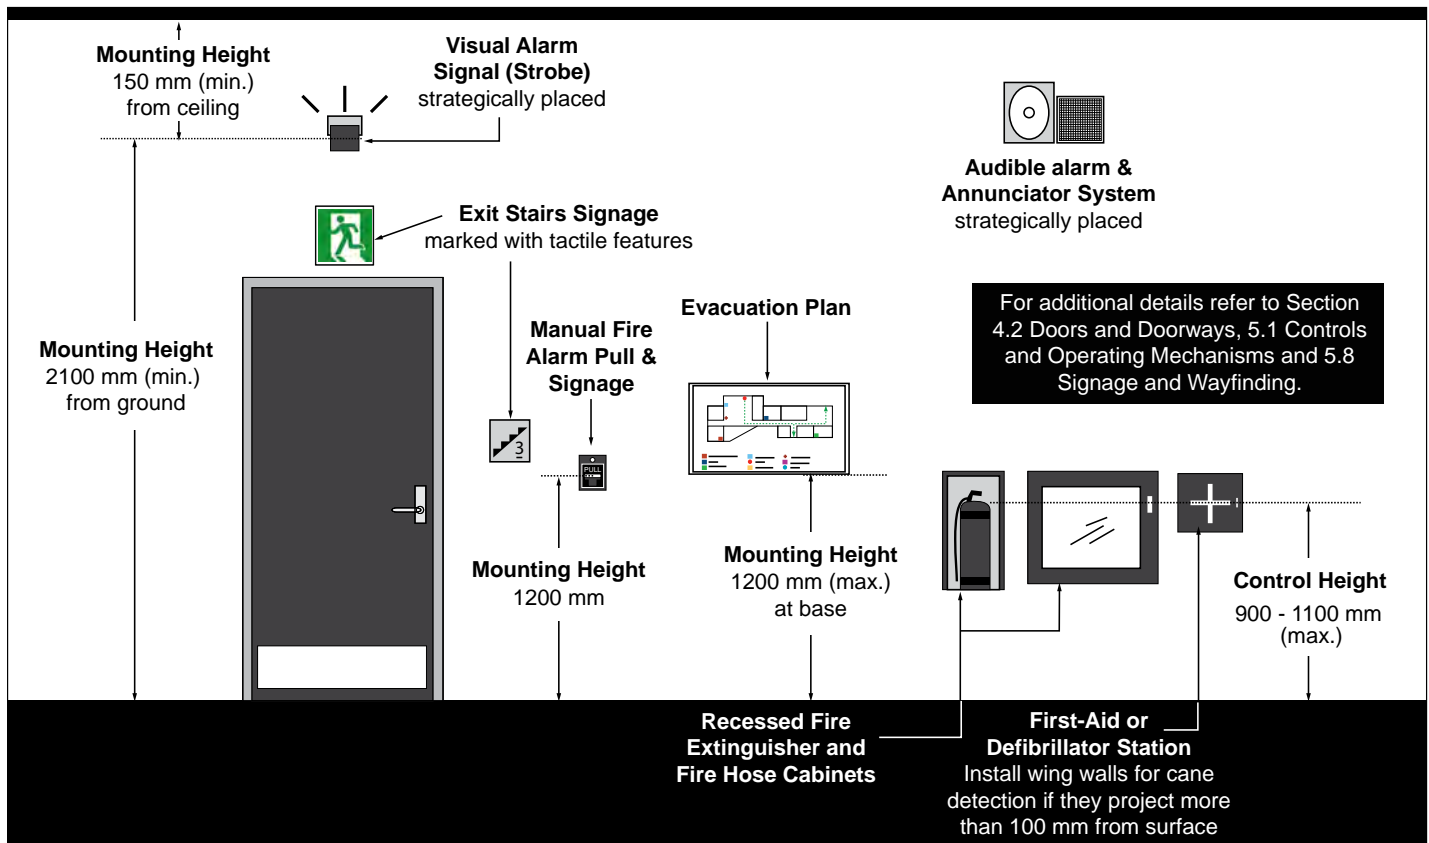 Mounting Height
150 mm (min.)
from ceiling
Visual Alarm
Signal (Strobe)
strategically placed
Audible alarm &
Annunciator System
strategically placed
Exit Stairs Signage
marked with tactile features
For additional details refer to Section
4.2 Doors and Doorways, 5.1 Controls
and Operating Mechanisms and 5.8
Signage and Wayfinding.
Mounting Height
2100 mm (min.)
from ground
Manual Fire
Alarm Pull &
Signage
Evacuation Plan
3
PULL
Mounting Height
1200 mm
Mounting Height
1200 mm (max.)
at base
Control Height
900 - 1100 mm
(max.)
Recessed Fire
Extinguisher and
Fire Hose Cabinets
First-Aid or
Defibrillator Station
Install wing walls for cane
detection if they project more
than 100 mm from surface